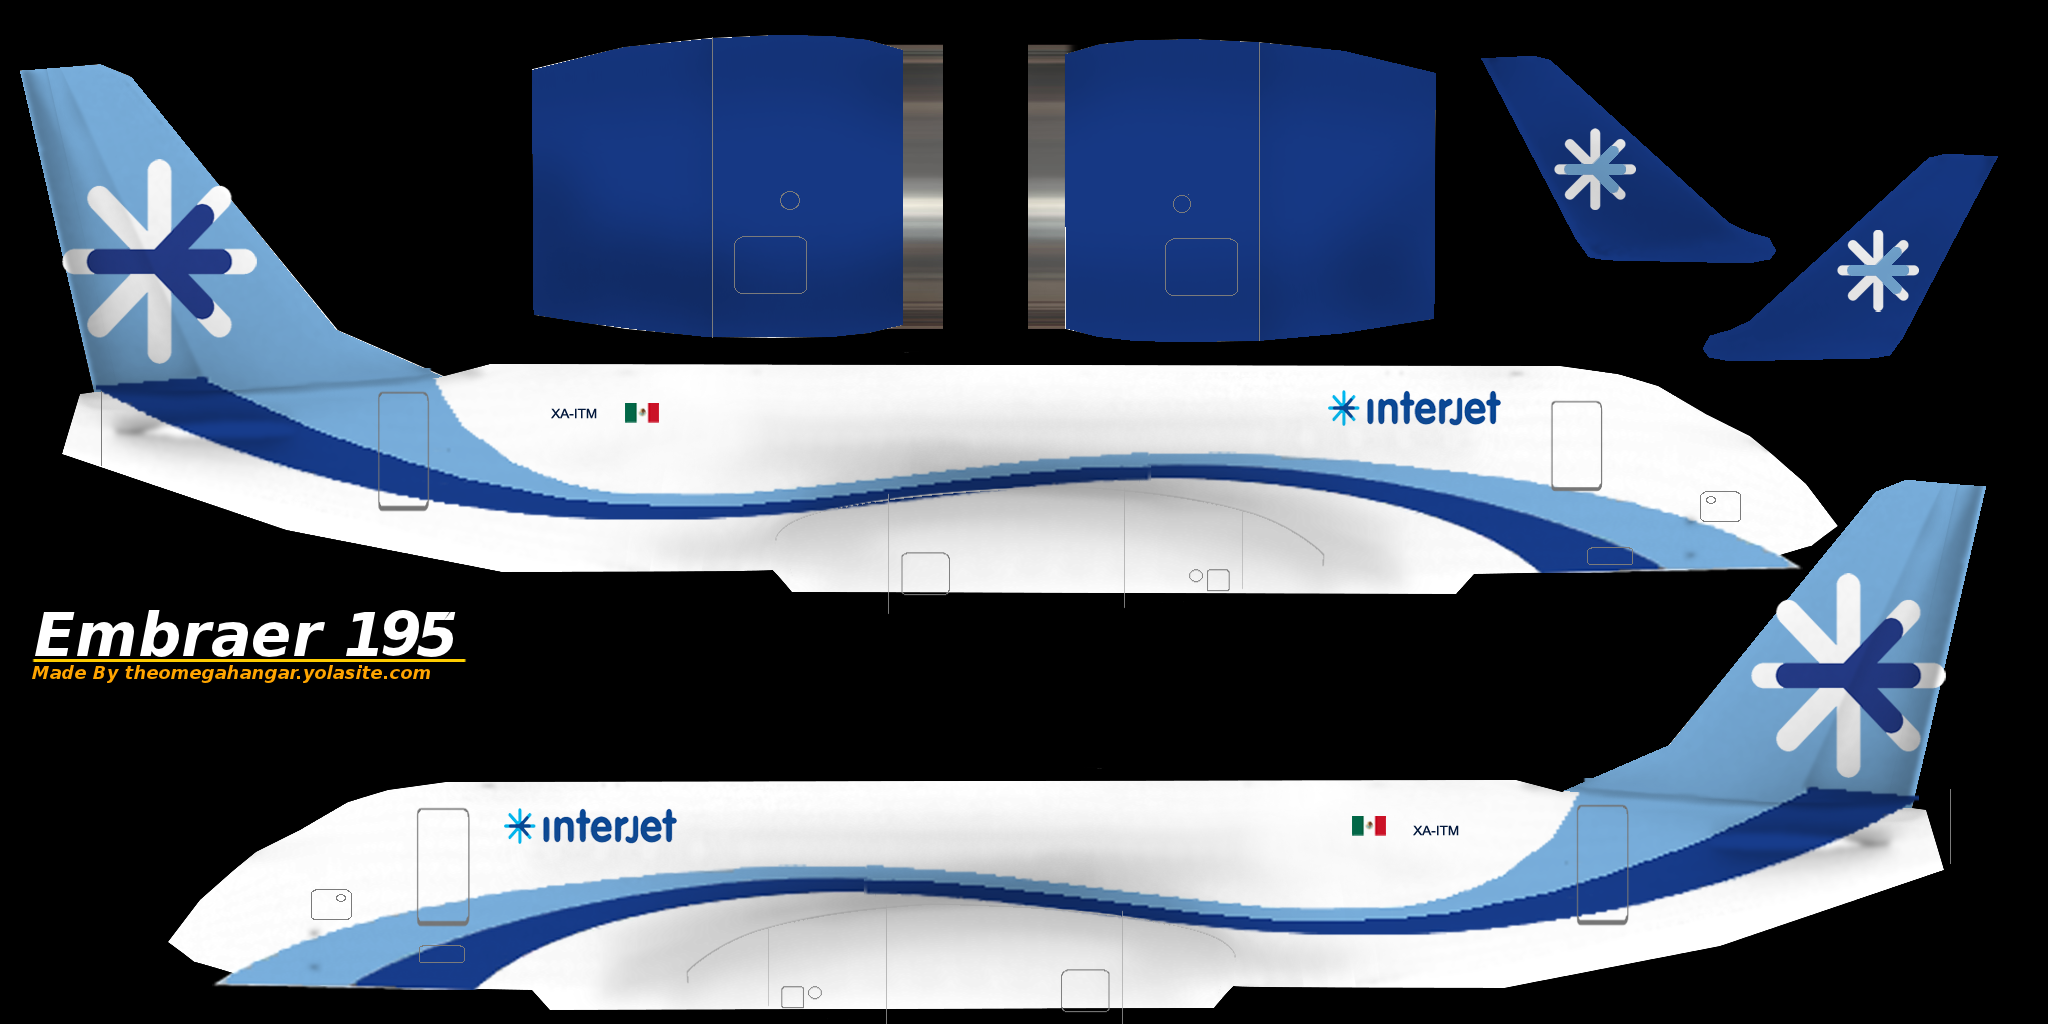 XA-ITM
interjet
Embraer 195
Made By theomegahangar.yolasite.com
interjet
XA-ITM